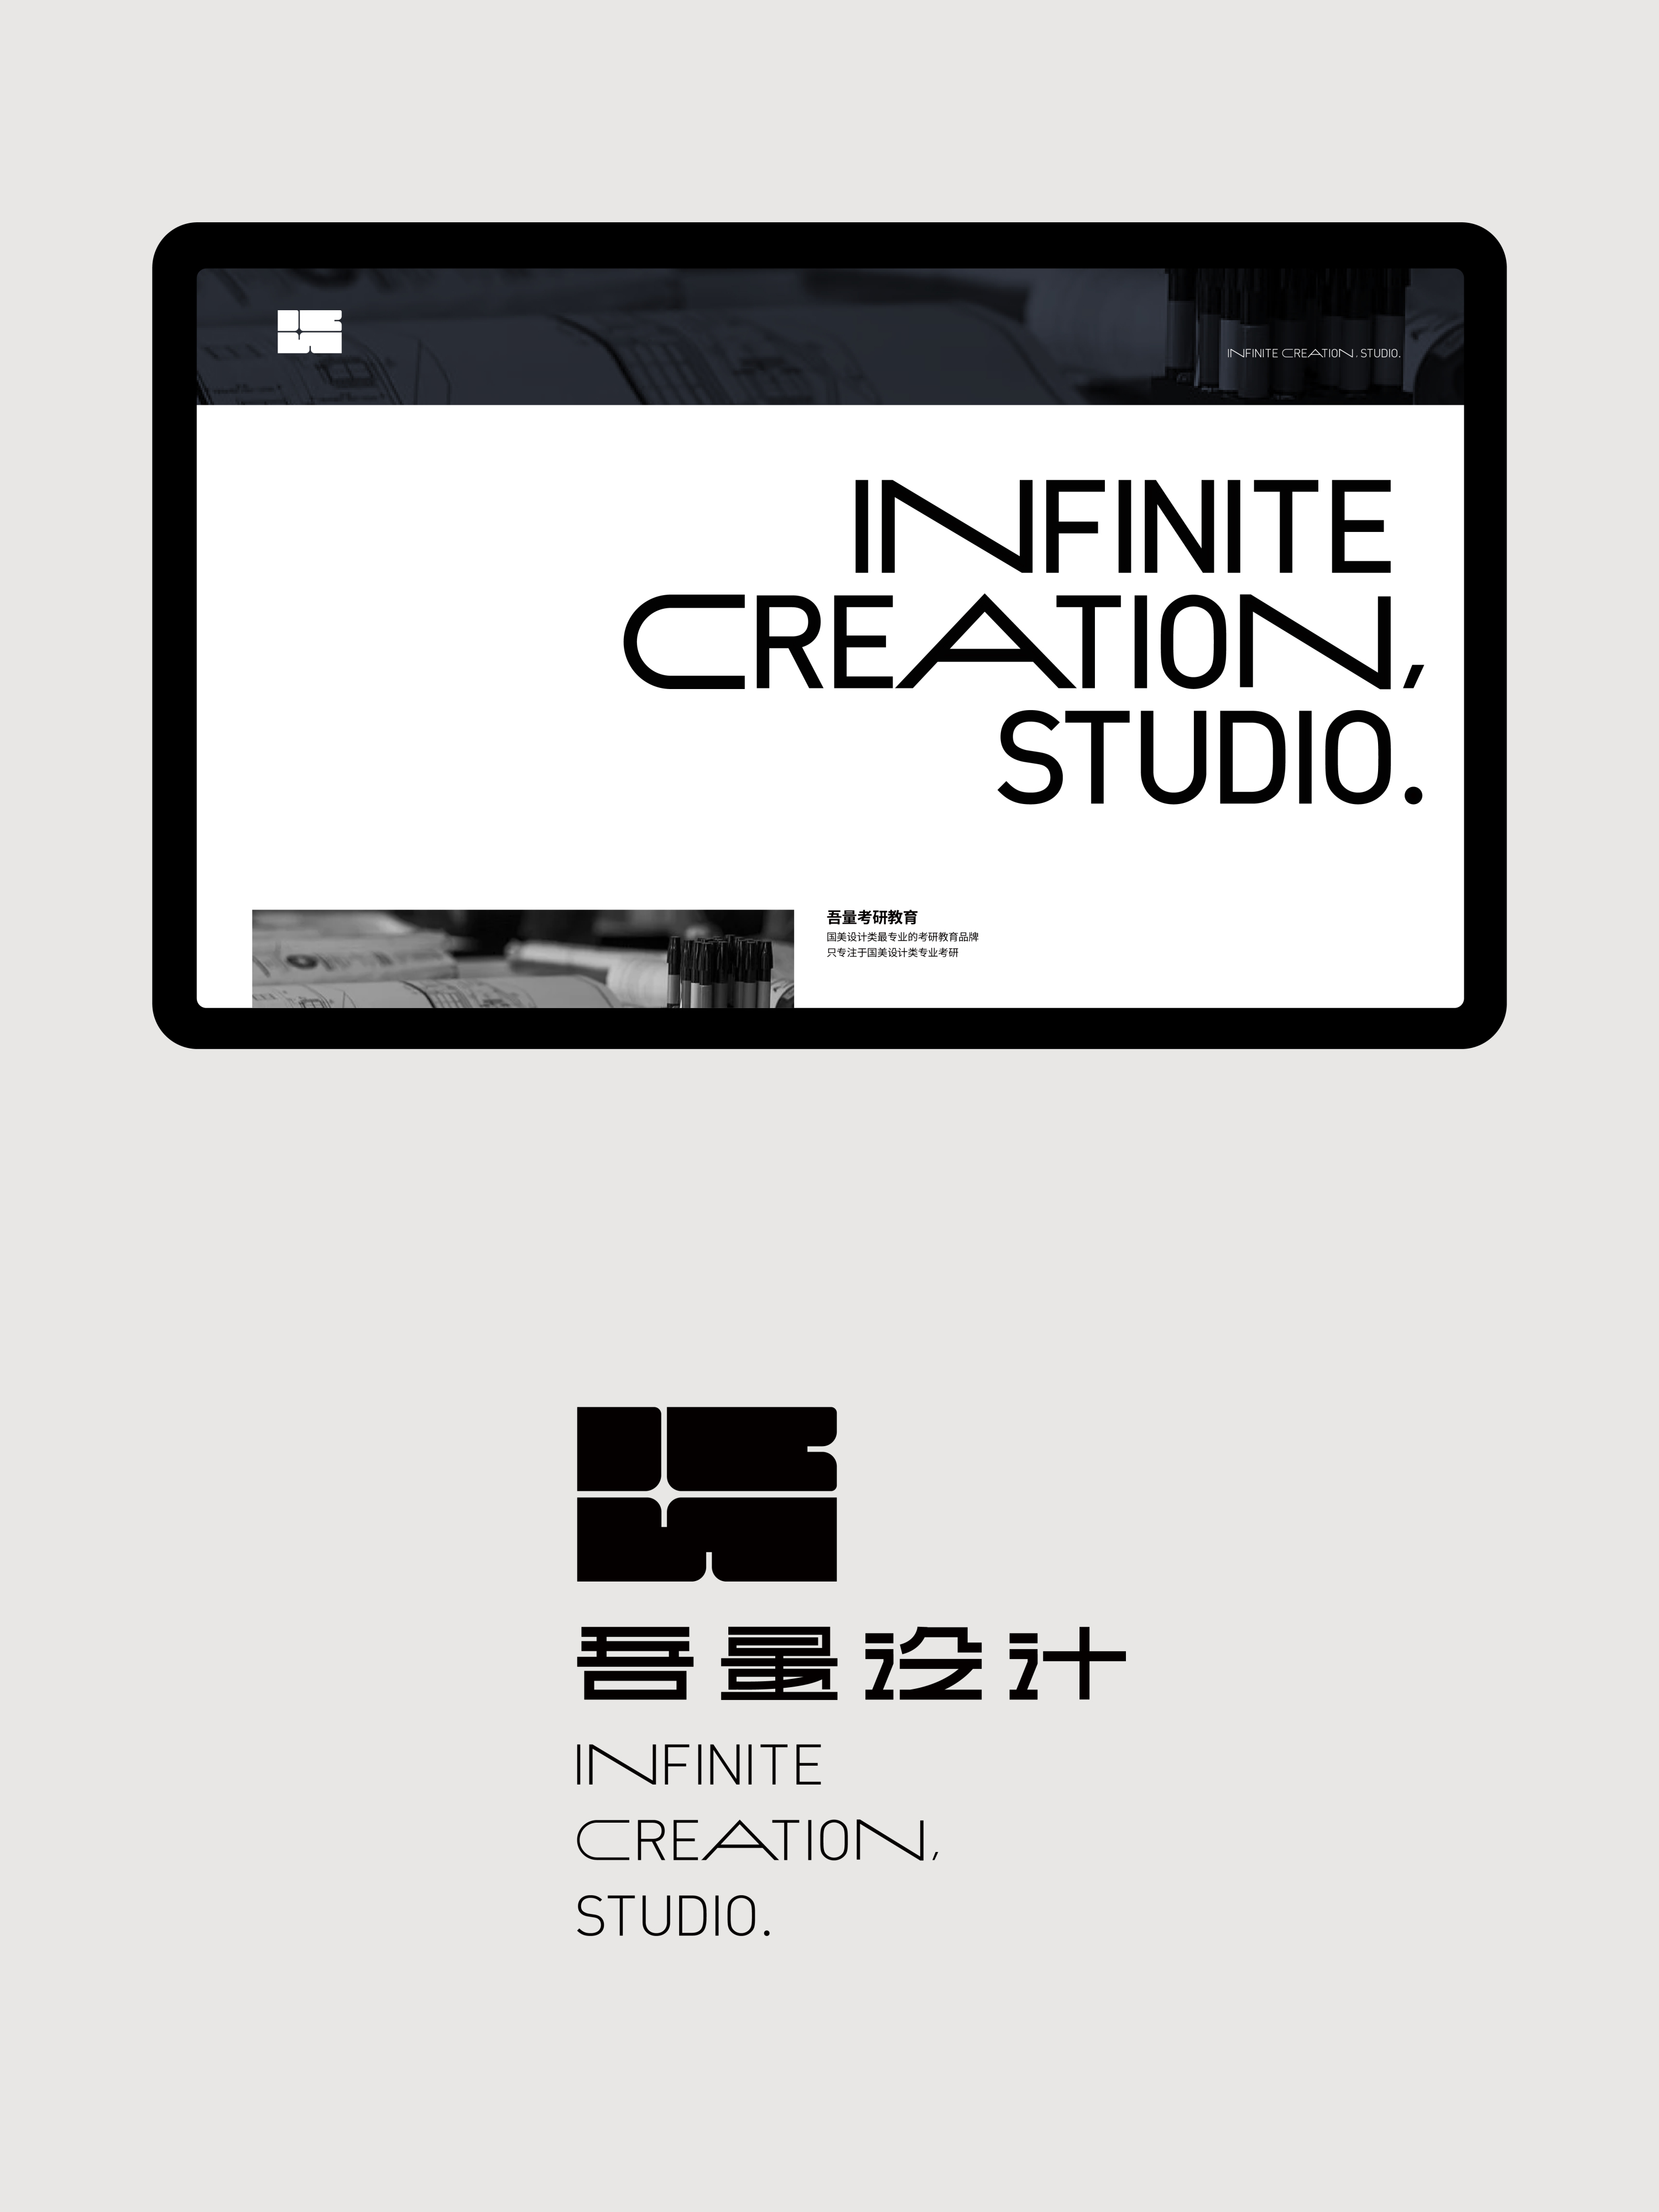 INFINITE CREATION, STUDIO.
INFINITE
CREATION,
STUDIO.
吾量考研教育
国美设计类最专业的考研教育品牌
只专注于国美设计类专业考研
吾量设计
INFINITE
CREATION,
STUDIO.